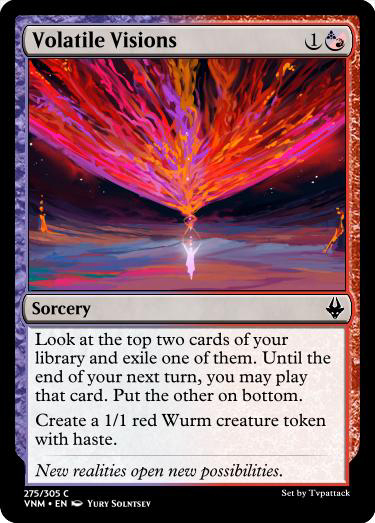 Volatile Visions 1
Sorcery
Look at the top two cards of your
library and exile one of them. Until the
end of your next turn, you may play
that card. Put the other on bottom.
Create a 1/1 red Wurm creature token
with haste.
New realities open new possibilities.
275/305 C
VNM • EN Yury Solntsev
Set by Tvpattack